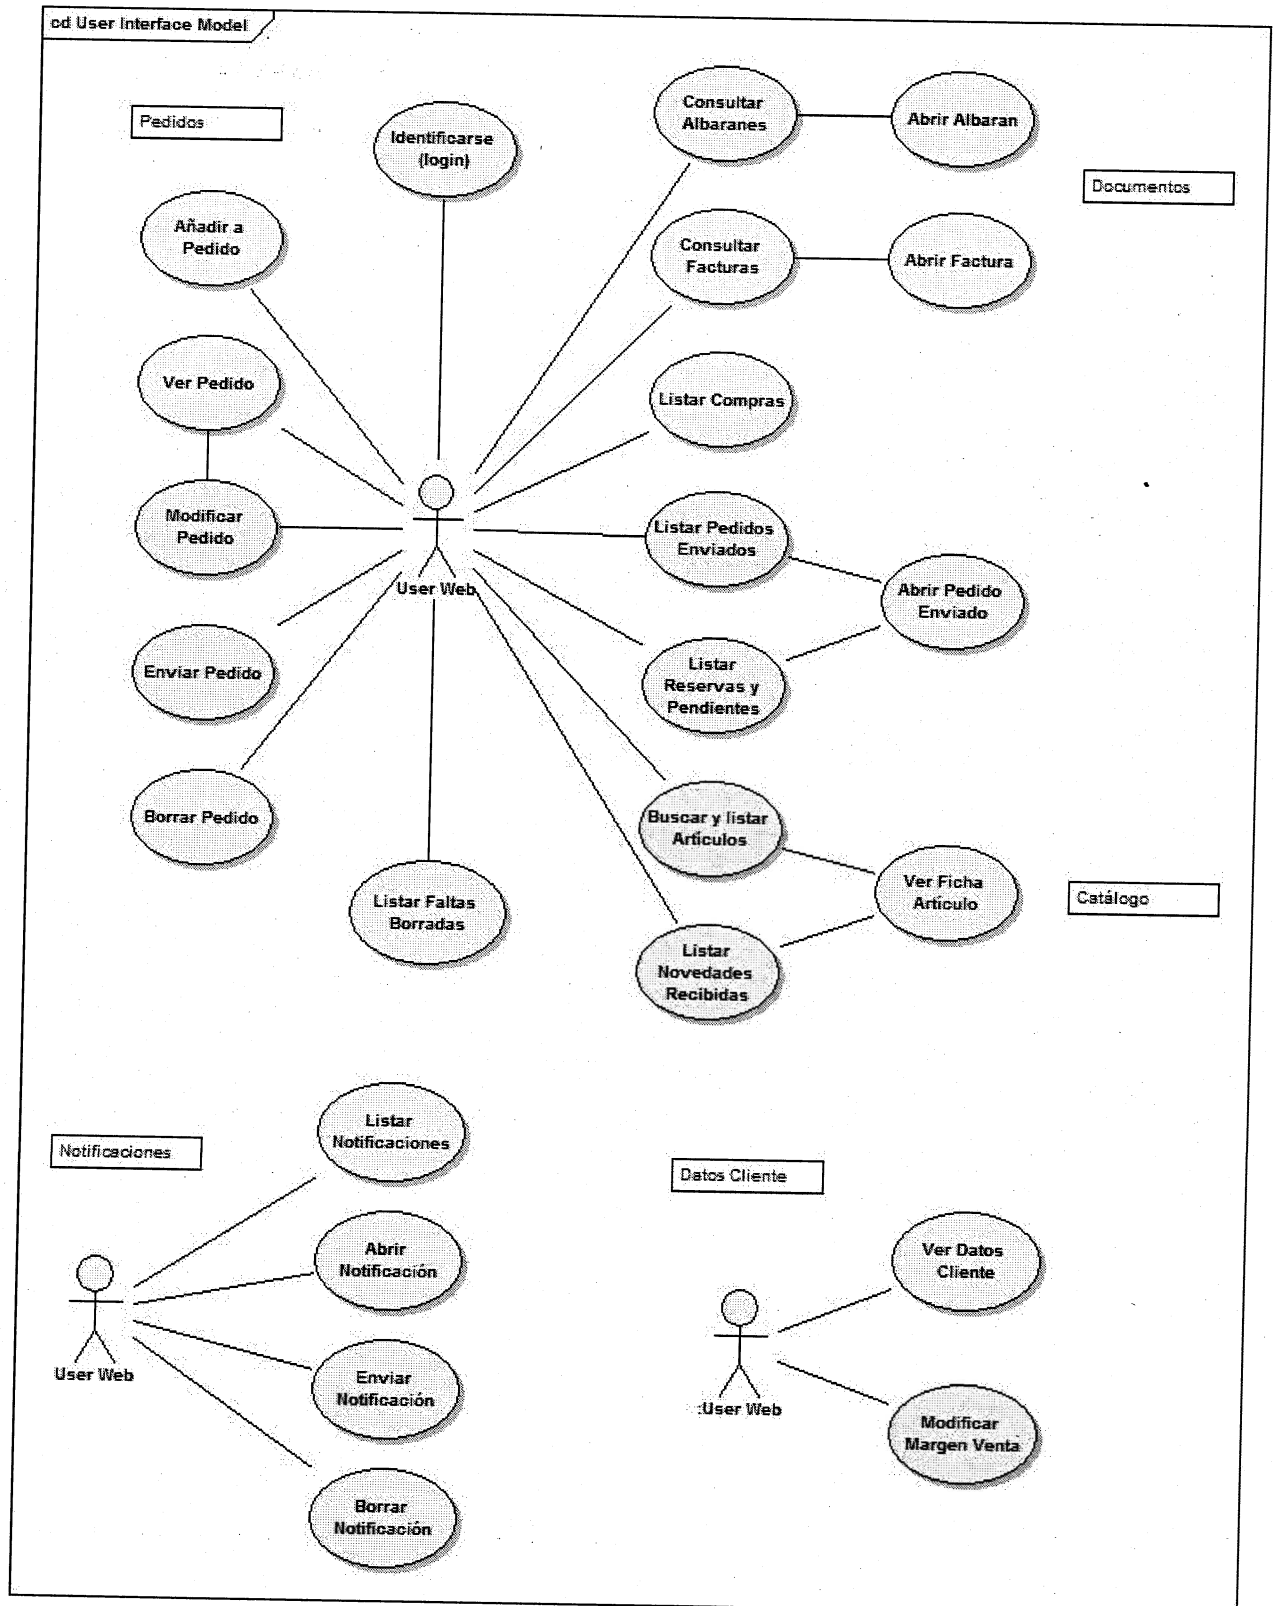 cd User Interface Model
Pedidos
Identificarse
(login)
Consultar
Albaranes
Abrir Albaran
Documentos
Añadir a
Pedido
Consultar
Facturas
Abrir Factura
Ver Pedido
Listar Compras
Modificar
Pedido
User Web
Listar Pedidos
Enviados
Abrir Pedido
Enviado
Enviar Pedido
Listar
Reservas y
Pendientes
Borrar Pedido
Buscar y listar
Artículos
Ver Ficha
Artículo
Catálogo
Listar Faltas
Borradas
Listar
Novedades
Recibidas
Notificaciones
Listar
Notificaciones
Abrir
Notificación
User Web
Enviar
Notificación
Borrar
Notificación
Datos Cliente
Ver Datos
Cliente
:User Web
Modificar
Margen Venta